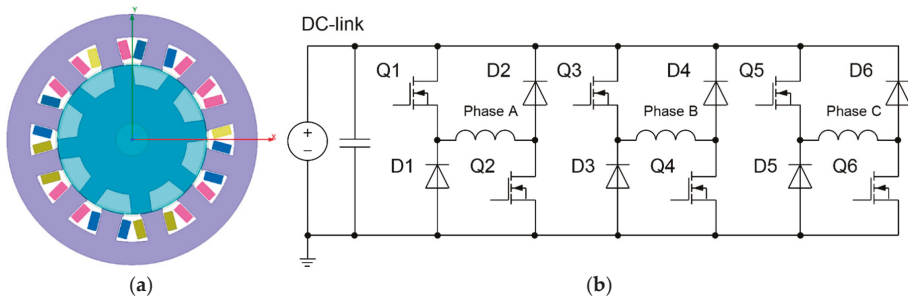 Y
X
(a)
DC-link
Q1 D2 Q3 D4 Q5 D6
Phase A Phase B Phase C
D1 Q2 D3 Q4 D5 Q6
+
−
(b)